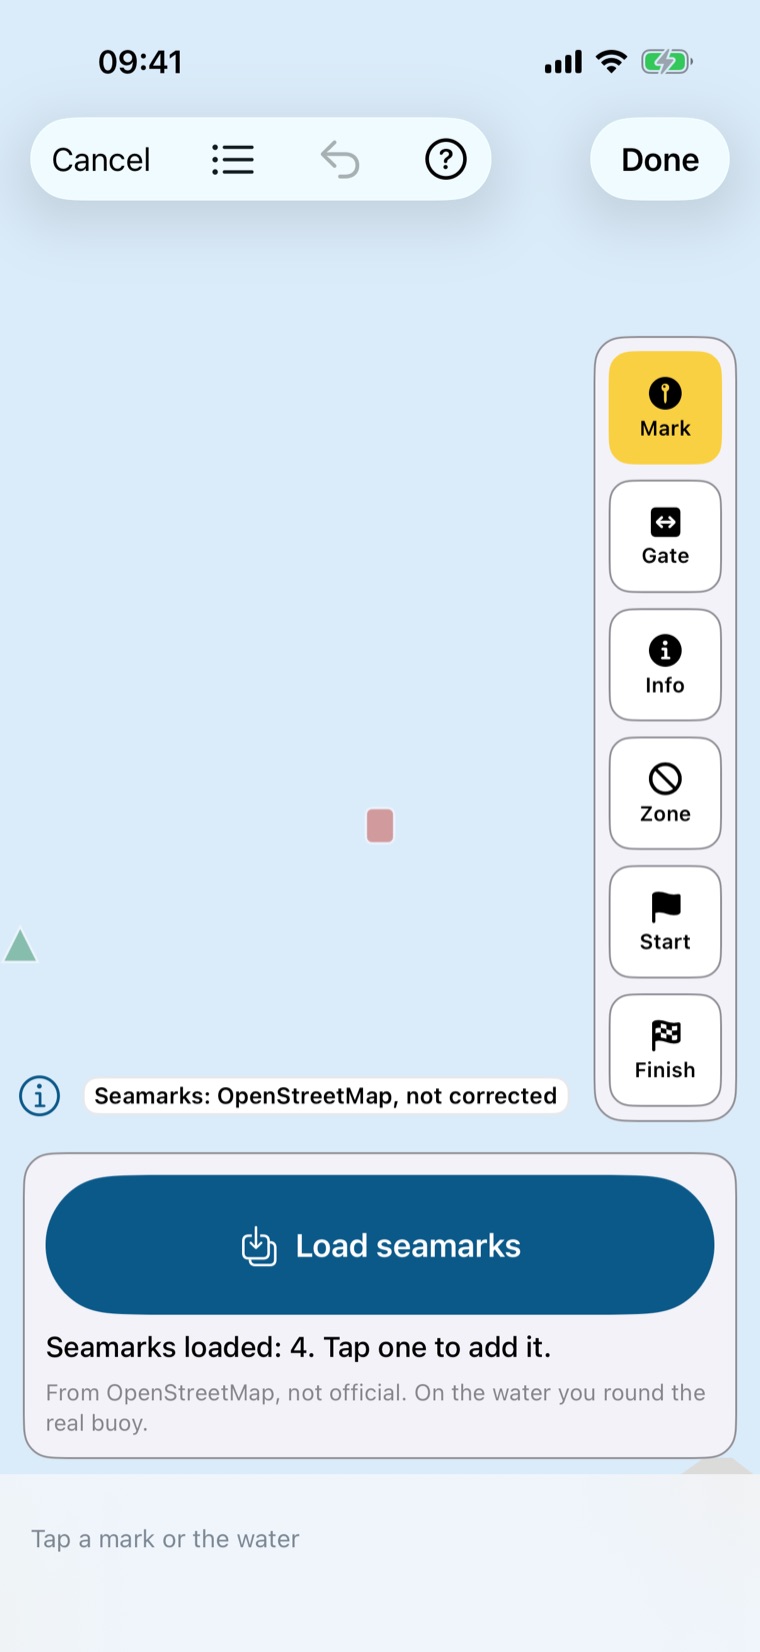 09:41
Cancel
Done
Mark
Gate
Info
Zone
Start
Finish
Seamarks: OpenStreetMap, not corrected
Load seamarks
Seamarks loaded: 4. Tap one to add it.
From OpenStreetMap, not official. On the water you round the
real buoy.
Tap a mark or the water